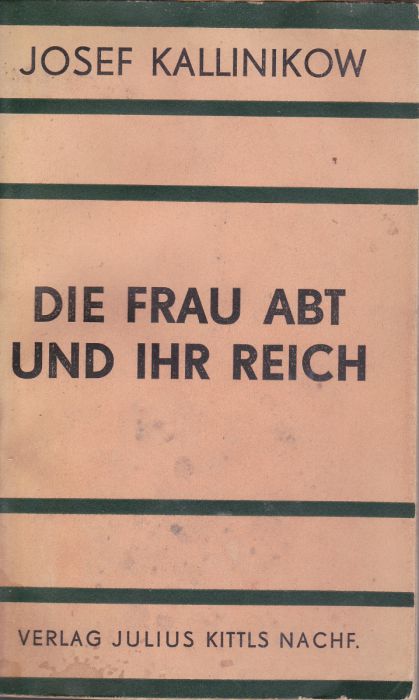 JOSEF KALLINIKOW
DIE FRAU ABT
UND IHR REICH
VERLAG JULIUS KITTLS NACHF.